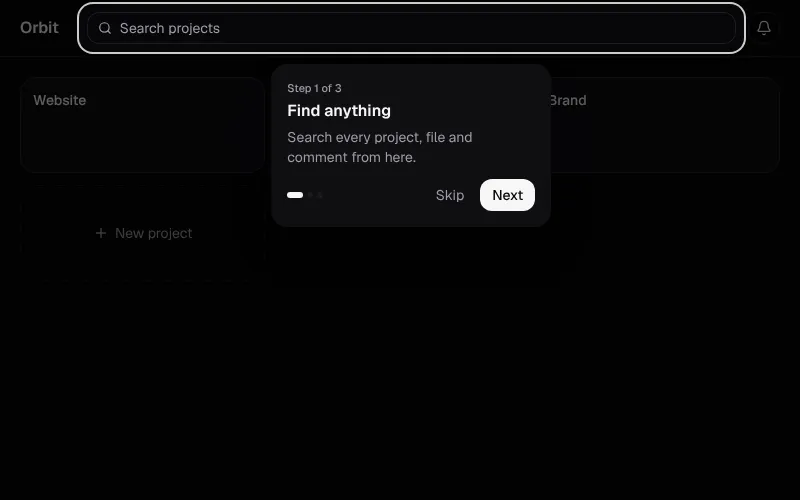 Orbit
Search projects
Website
Brand
Step 1 of 3
Find anything
Search every project, file and
comment from here.
Skip
Next
New project